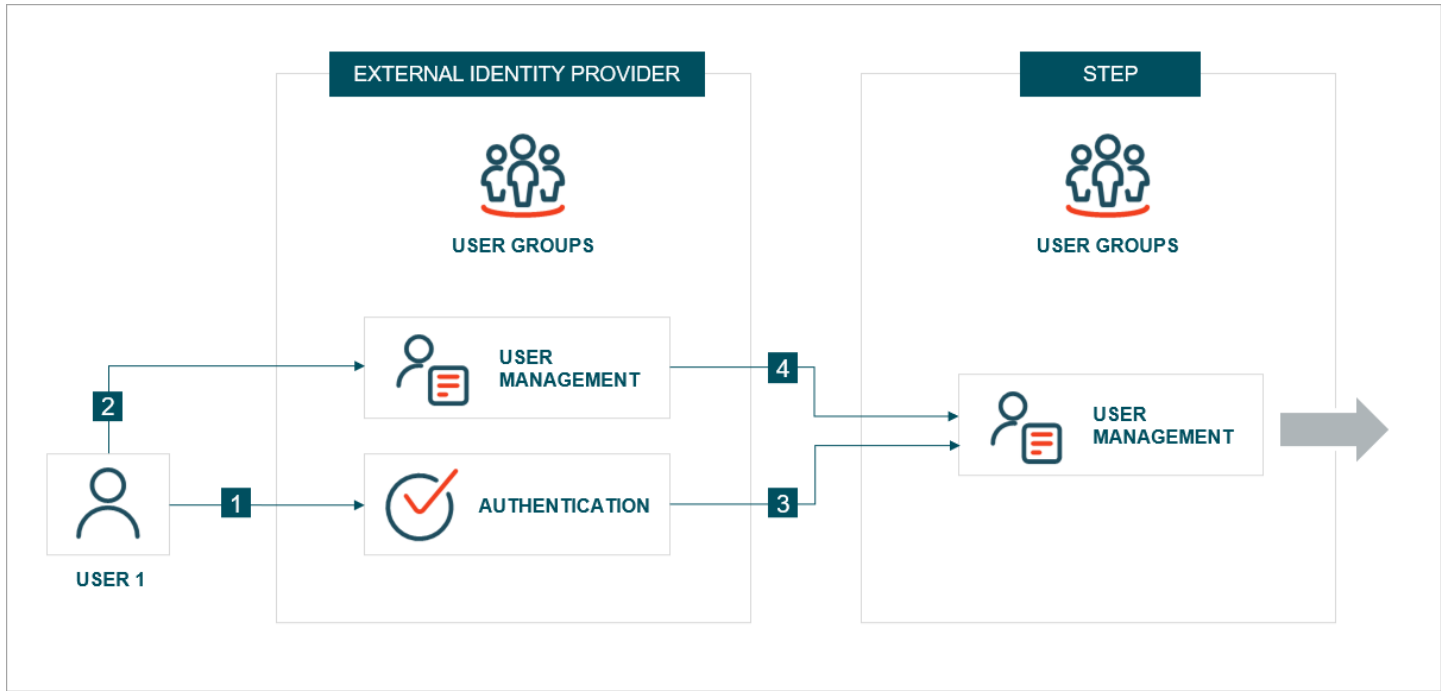 EXTERNAL IDENTITY PROVIDER
STEP
USER GROUPS
USER GROUPS
USER
MANAGEMENT
4
2
USER
MANAGEMENT
1
AUTHENTICATION
3
USER 1